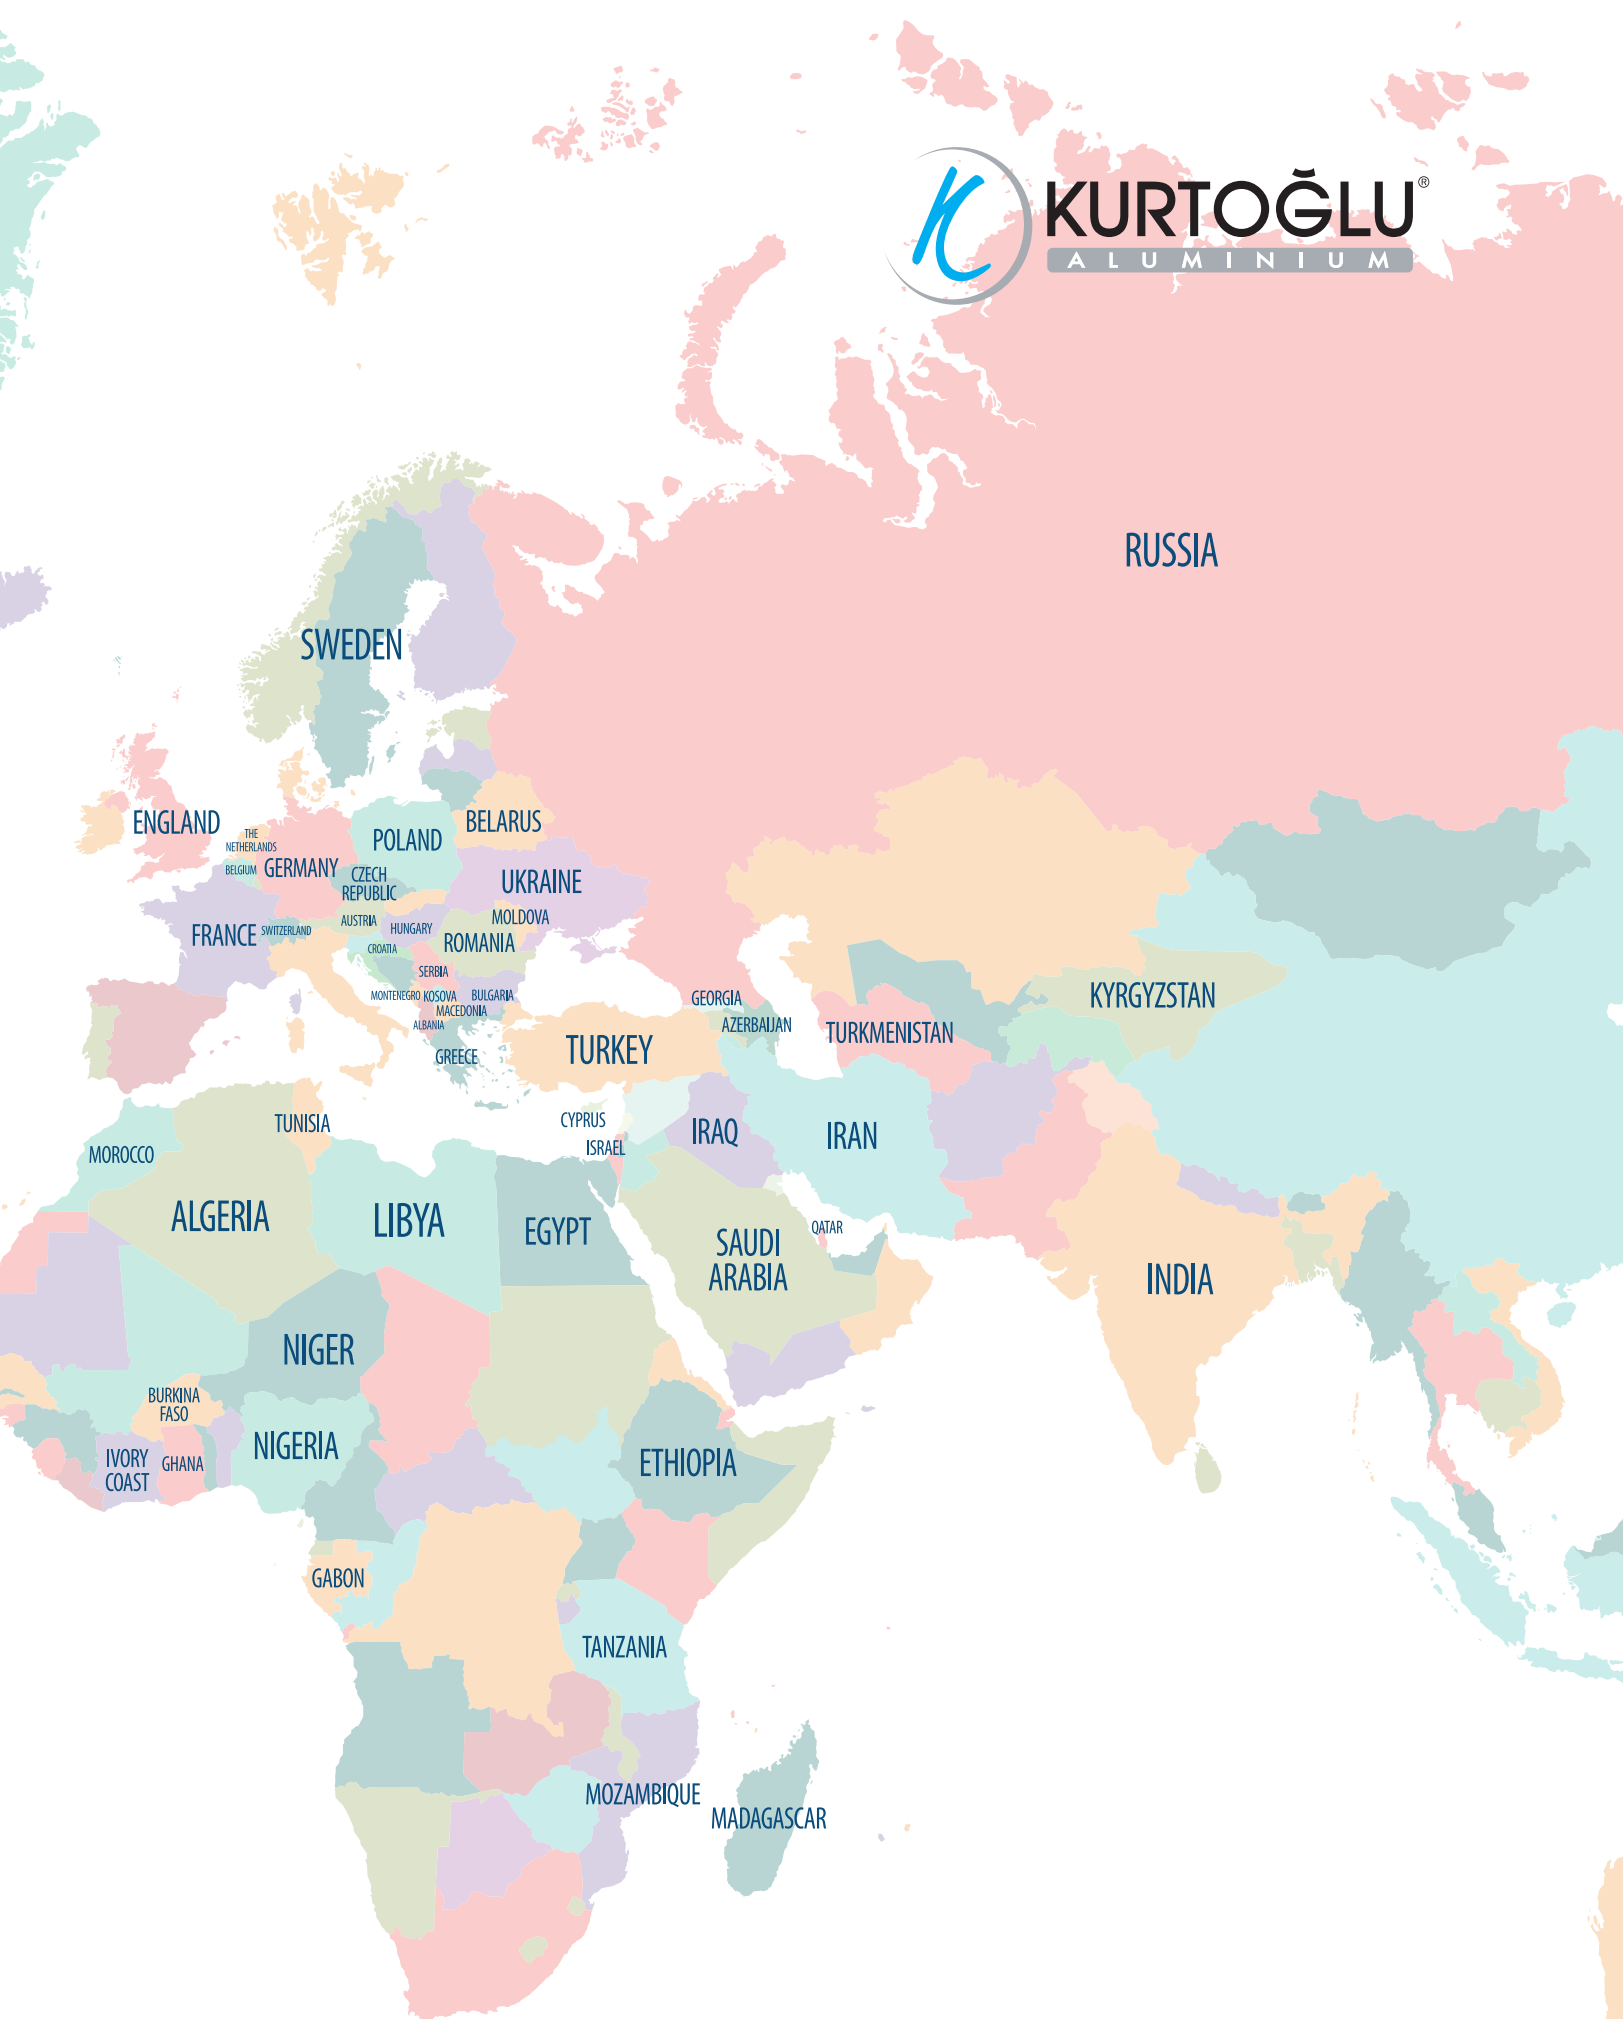 KURTOĞLU®
ALUMINIUM
RUSSIA
SWEDEN
ENGLAND
THE
NETHERLANDS
BELGIUM
GERMANY
POLAND
BELARUS
CZECH
REPUBLIC
UKRAINE
FRANCE
SWITZERLAND
AUSTRIA
HUNGARY
MOLDOVA
CROATIA
ROMANIA
SERBIA
MONTENEGRO
KOSOVA
BULGARIA
MACEDONIA
ALBANIA
GREECE
GEORGIA
AZERBAIJAN
TURKEY
TURKMENISTAN
KYRGYZSTAN
TUNISIA
CYPRUS
ISRAEL
IRAQ
IRAN
MOROCCO
ALGERIA
LIBYA
EGYPT
SAUDI
ARABIA
QATAR
INDIA
NIGER
BURKINA
FASO
IVORY
COAST
GHANA
NIGERIA
ETHIOPIA
GABON
TANZANIA
MOZAMBIQUE
MADAGASCAR